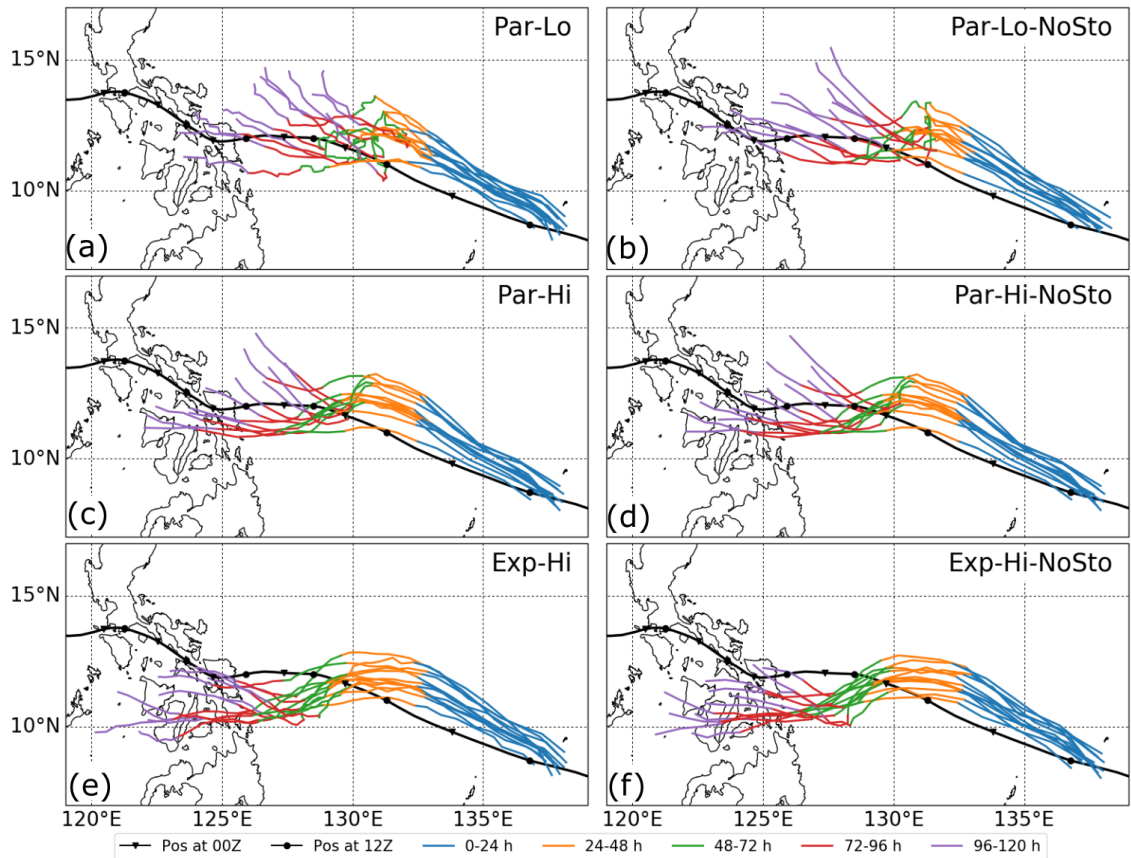 Par-Lo
Par-Lo-NoSto
15°N
10°N
(a)
(b)
Par-Hi
Par-Hi-NoSto
15°N
10°N
(c)
(d)
Exp-Hi
Exp-Hi-NoSto
15°N
10°N
(e)
(f)
120°E 125°E 130°E 135°E 120°E 125°E 130°E 135°E
Pos at 00Z Pos at 12Z 0-24 h 24-48 h 48-72 h 72-96 h 96-120 h